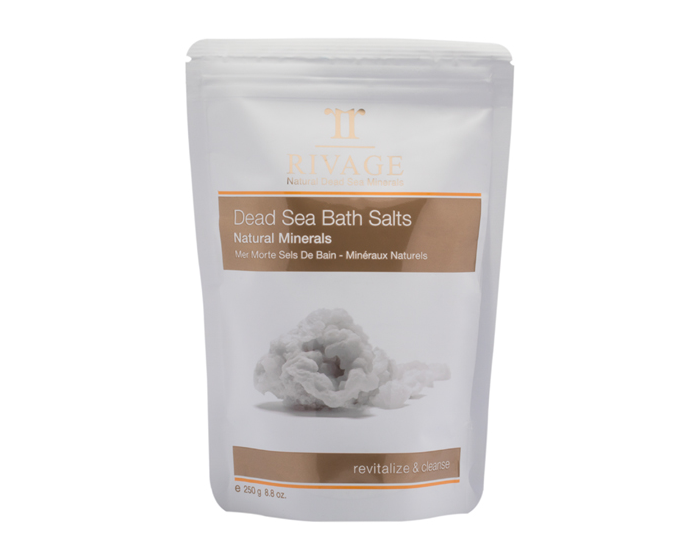 RIVAGE
Natural Dead Sea Minerals
Dead Sea Bath Salts
Natural Minerals
Mer Morte Sels De Bain - Minéraux Naturels
revitalize & cleanse
℮ 250 g 8.8 oz.